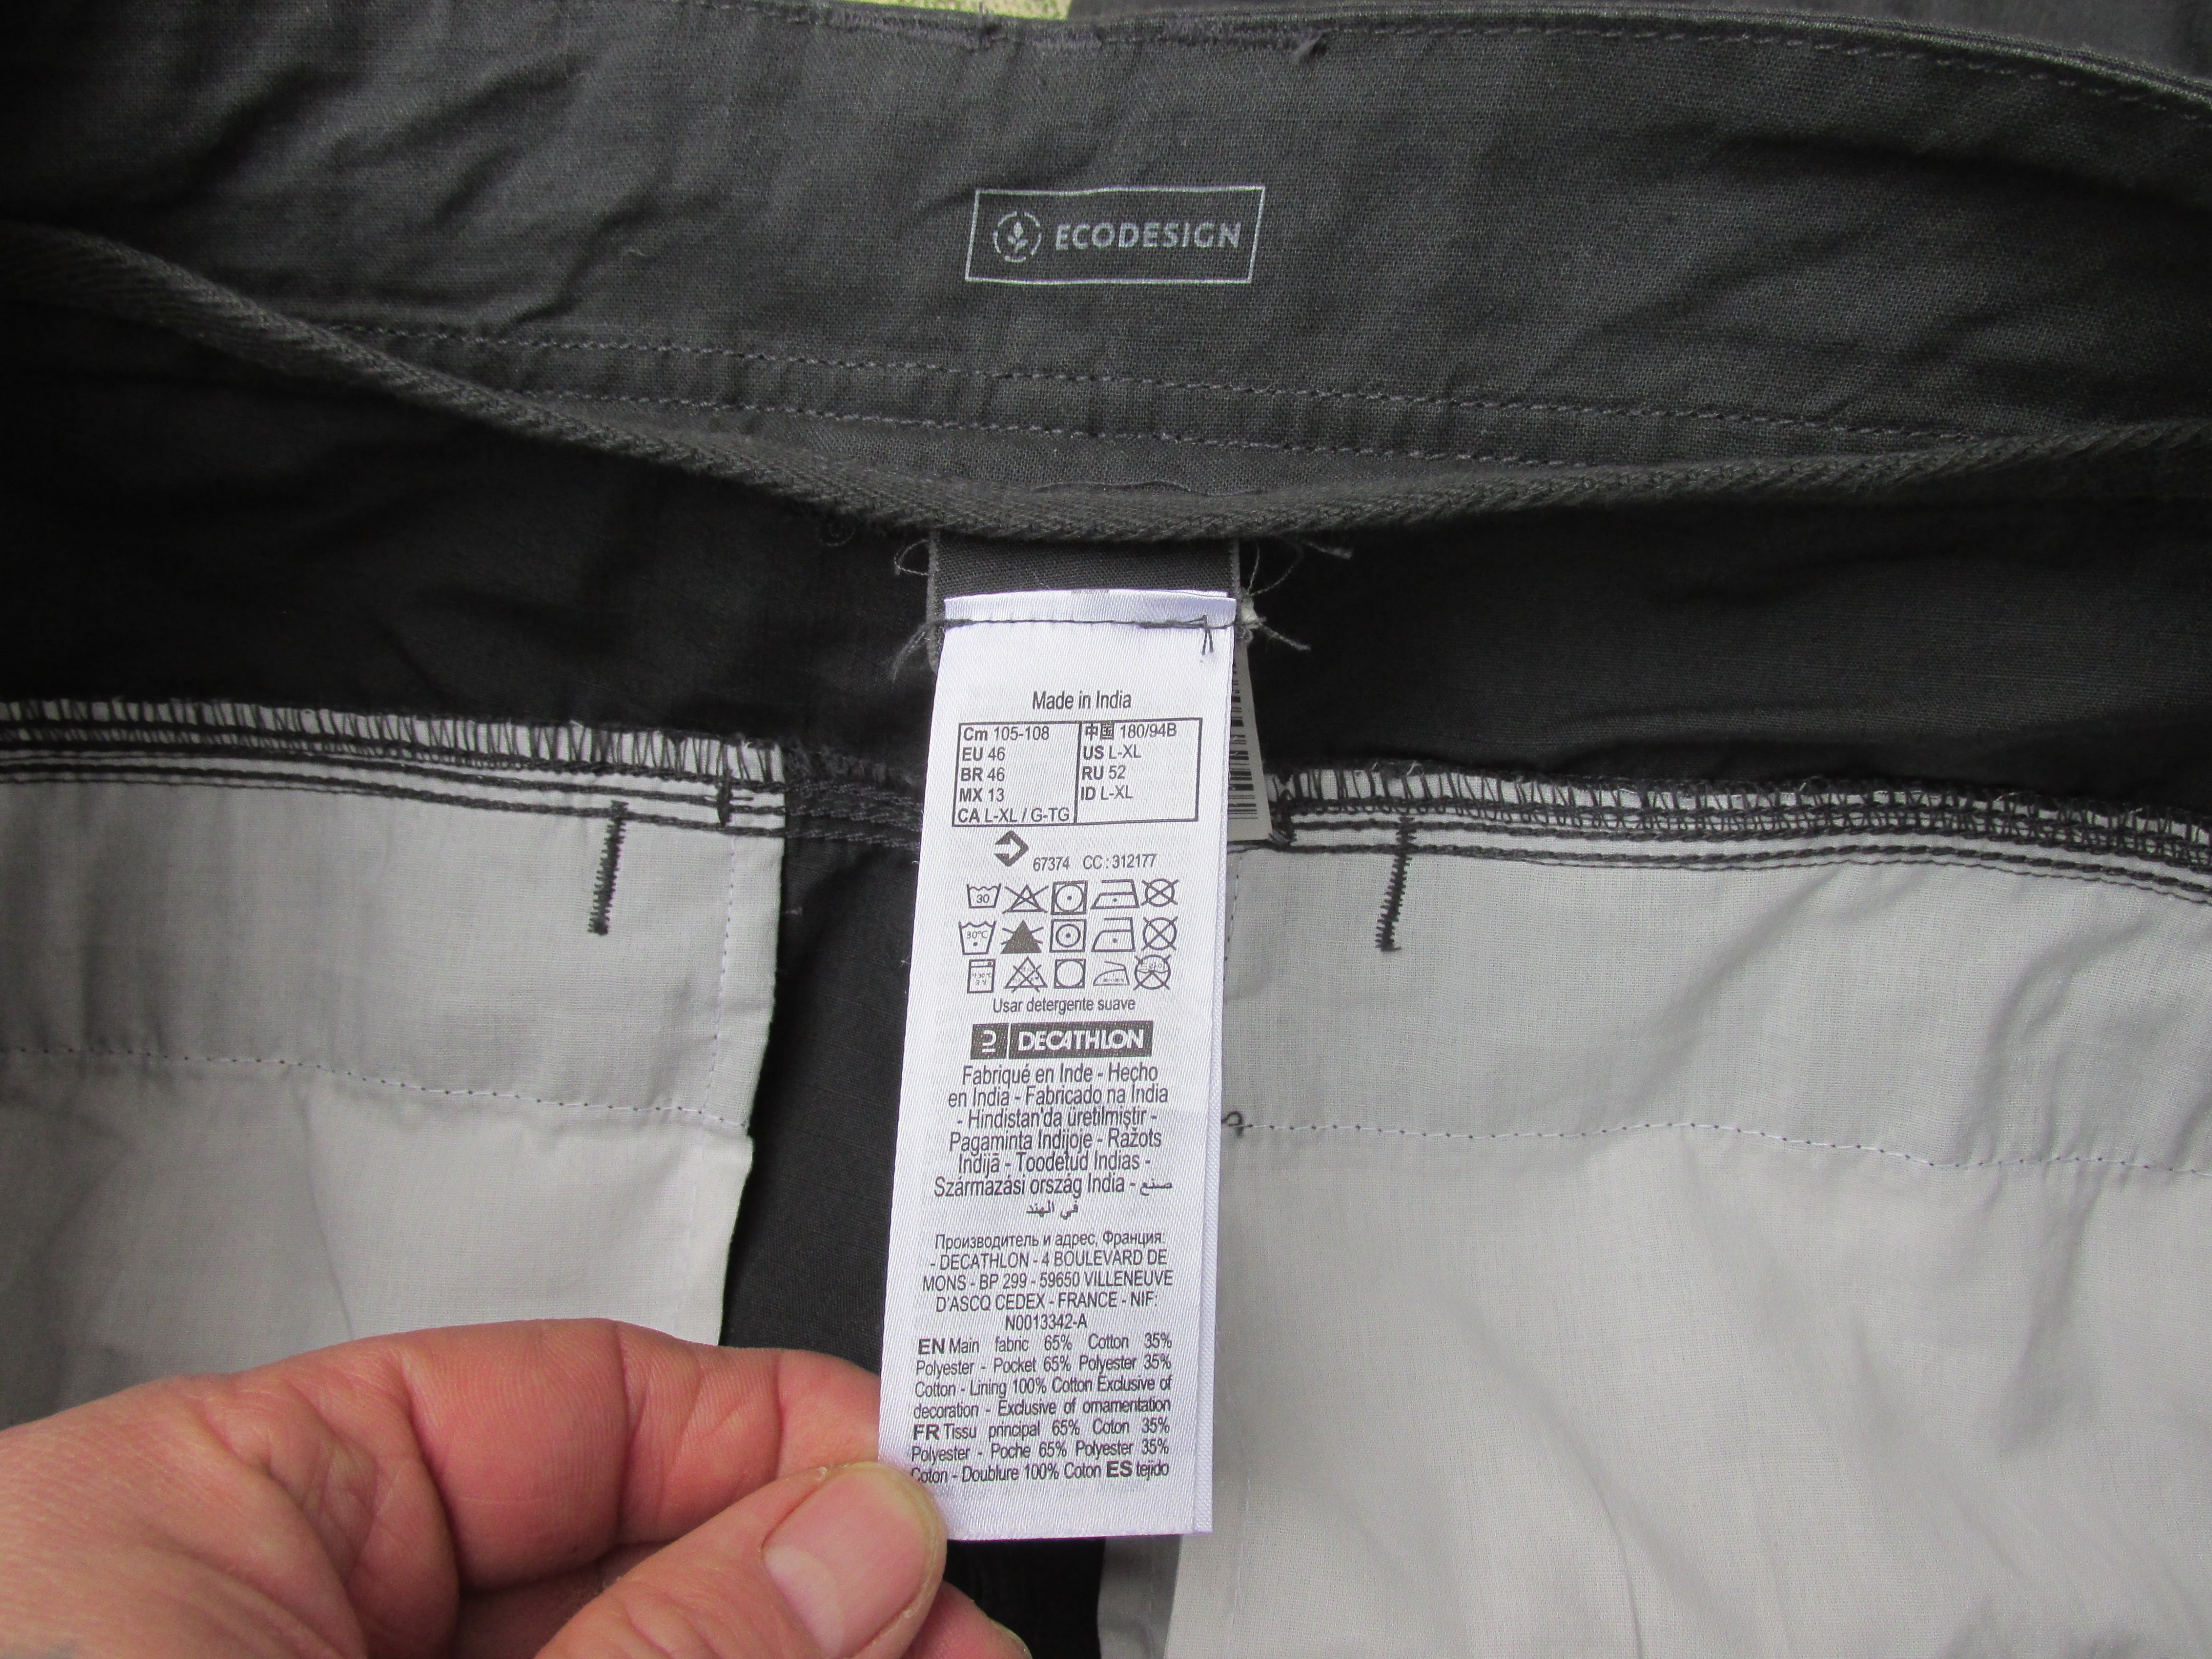 ECODESIGN
Made in India
Cm 105-108
EU 46
BR 46
MX 13
CA L-XL / G-TG
中国 180/94B
US L-XL
RU 52
ID L-XL
67374 CC : 312177
30
30°C
Usar detergente suave
DECATHLON
Fabriqué en Inde - Hecho
en India - Fabricado na India
- Hindistan'da üretilmiştir -
Pagaminta Indijoje - Ražots
Indijā - Toodetud Indias -
Származási ország India - صنع
في الهند
Производитель и адрес, Франция:
- DECATHLON - 4 BOULEVARD DE
MONS - BP 299 - 59650 VILLENEUVE
D'ASCQ CEDEX - FRANCE - NIF:
N0013342-A
EN Main fabric 65% Cotton 35%
Polyester - Pocket 65% Polyester 35%
Cotton - Lining 100% Cotton Exclusive of
decoration - Exclusive of ornamentation
FR Tissu principal 65% Coton 35%
Polyester - Poche 65% Polyester 35%
Coton - Doublure 100% Coton ES tejido